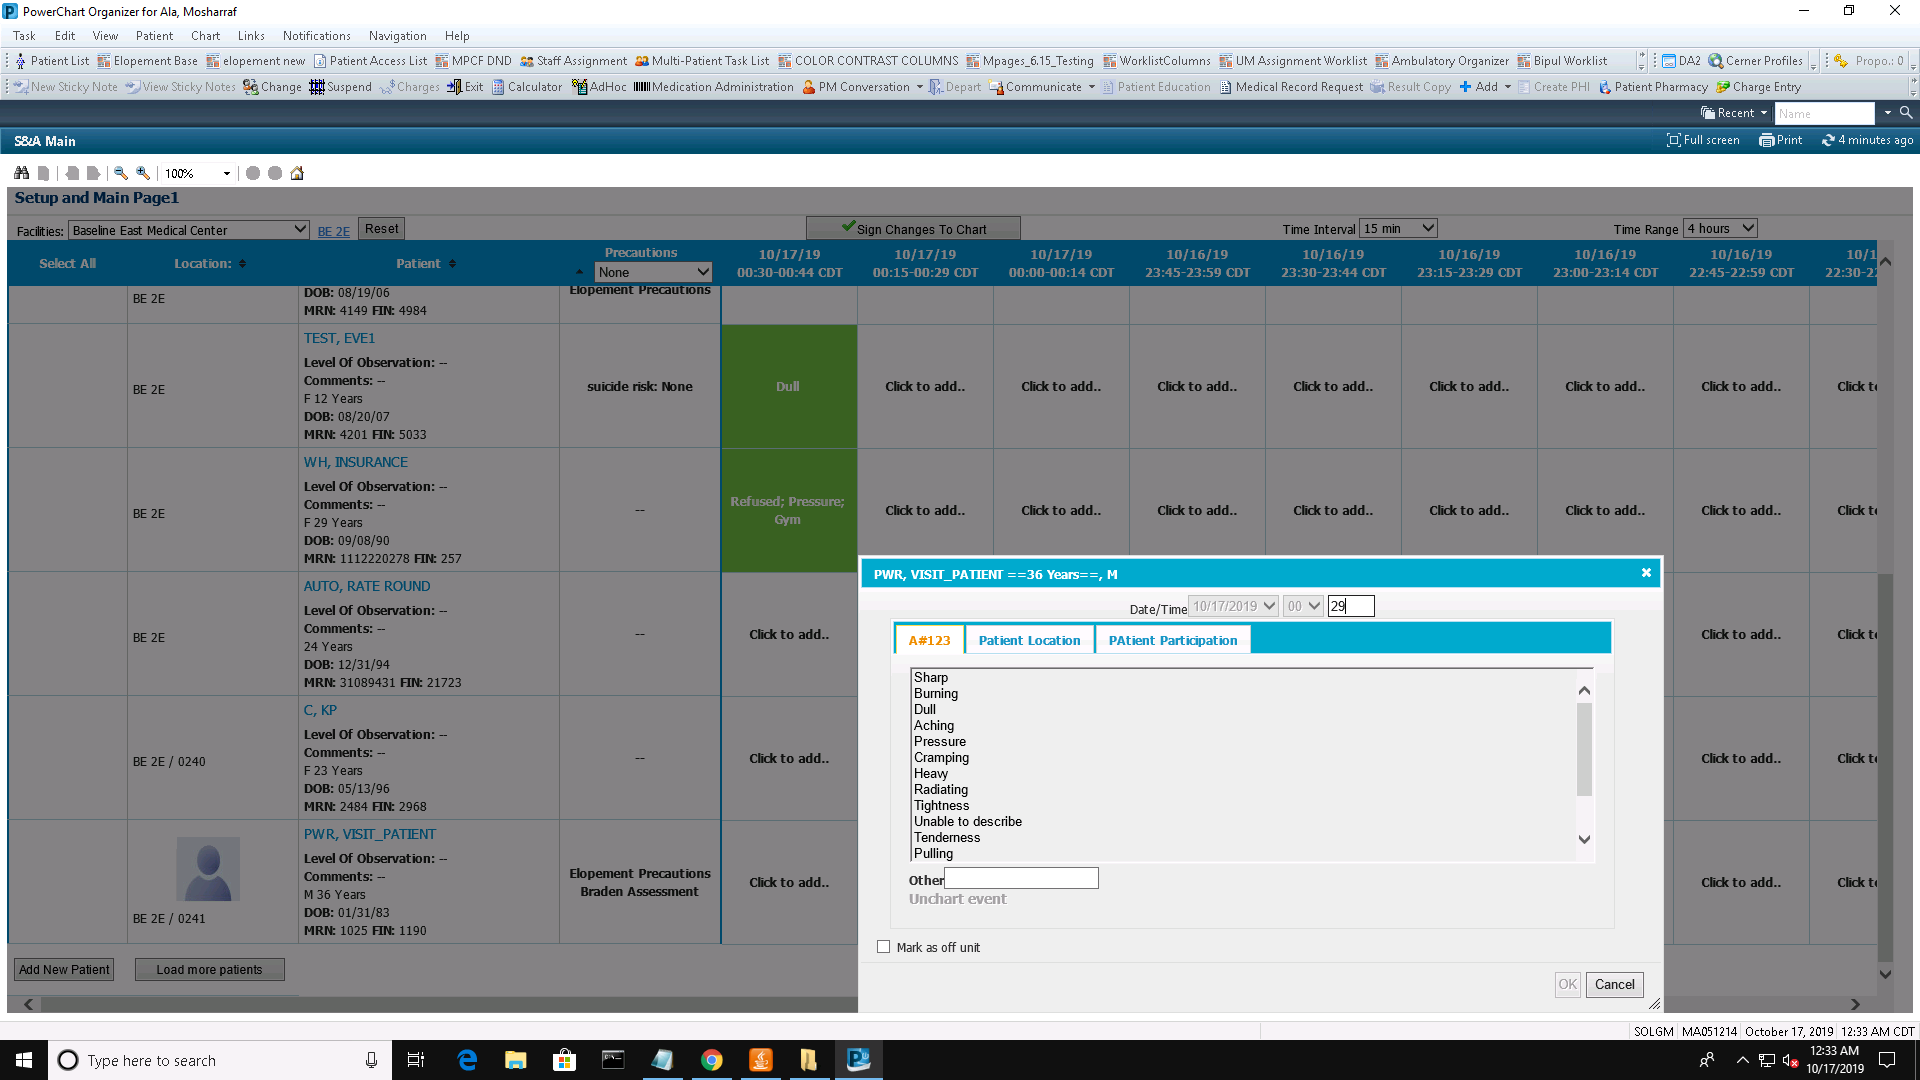 PowerChart Organizer for Ala, Mosharraf
Task Edit View Patient Chart Links Notifications Navigation Help
Patient List Elopement Base elopement new Patient Access List MPCF DND Staff Assignment Multi-Patient Task List COLOR CONTRAST COLUMNS Mpages_6.15_Testing WorklistColumns UM Assignment Worklist Ambulatory Organizer Bipul Worklist DA2 Cerner Profiles Propo.: 0
New Sticky Note View Sticky Notes Change Suspend Charges Exit Calculator AdHoc Medication Administration PM Conversation Depart Communicate Patient Education Medical Record Request Result Copy Add Create PHI Patient Pharmacy Charge Entry
Recent Name
S&A Main Full screen Print 4 minutes ago
100%
Setup and Main Page1
Facilities: Baseline East Medical Center BE 2E Reset Sign Changes To Chart Time Interval 15 min Time Range 4 hours
Select All Location: Patient Precautions None
10/17/19 10/17/19 10/17/19 10/16/19 10/16/19 10/16/19 10/16/19 10/16/19 10/1
00:30-00:44 CDT 00:15-00:29 CDT 00:00-00:14 CDT 23:45-23:59 CDT 23:30-23:44 CDT 23:15-23:29 CDT 23:00-23:14 CDT 22:45-22:59 CDT 22:30-2
BE 2E
DOB: 08/19/06
MRN: 4149 FIN: 4984
Elopement Precautions
BE 2E
TEST, EVE1
Level Of Observation: --
Comments: --
F 12 Years
DOB: 08/20/07
MRN: 4201 FIN: 5033
suicide risk: None
Dull Click to add.. Click to add.. Click to add.. Click to add.. Click to add.. Click to add.. Click to add.. Click t
BE 2E
WH, INSURANCE
Level Of Observation: --
Comments: --
F 29 Years
DOB: 09/08/90
MRN: 1112220278 FIN: 257
--
Refused; Pressure;
Gym
Click to add.. Click to add.. Click to add.. Click to add.. Click to add.. Click to add.. Click to add.. Click t
BE 2E
AUTO, RATE ROUND
Level Of Observation: --
Comments: --
24 Years
DOB: 12/31/94
MRN: 31089431 FIN: 21723
--
Click to add.. Click to add.. Click t
BE 2E / 0240
C, KP
Level Of Observation: --
Comments: --
F 23 Years
DOB: 05/13/96
MRN: 2484 FIN: 2968
--
Click to add.. Click to add.. Click t
BE 2E / 0241
PWR, VISIT_PATIENT
Level Of Observation: --
Comments: --
M 36 Years
DOB: 01/31/83
MRN: 1025 FIN: 1190
Elopement Precautions
Braden Assessment
Click to add.. Click to add.. Click t
Add New Patient Load more patients
PWR, VISIT_PATIENT ==36 Years==, M
Date/Time 10/17/2019 00 29
A#123 Patient Location PAtient Participation
Sharp
Burning
Dull
Aching
Pressure
Cramping
Heavy
Radiating
Tightness
Unable to describe
Tenderness
Pulling
Other
Unchart event
Mark as off unit
OK Cancel
SOLGM MA051214 October 17, 2019 12:33 AM CDT
Type here to search
12:33 AM
10/17/2019